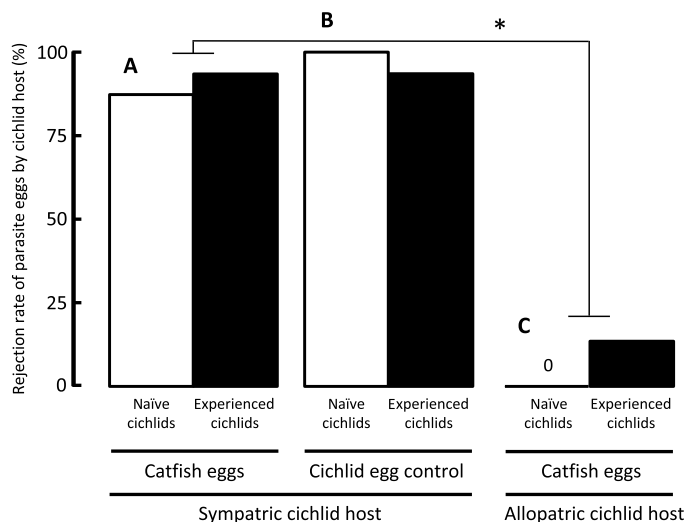 Rejection rate of parasite eggs by cichlid host (%)
100
75
50
25
0
A
B
*
C
0
Naïve cichlids
Experienced cichlids
Naïve cichlids
Experienced cichlids
Naïve cichlids
Experienced cichlids
Catfish eggs
Cichlid egg control
Catfish eggs
Sympatric cichlid host
Allopatric cichlid host